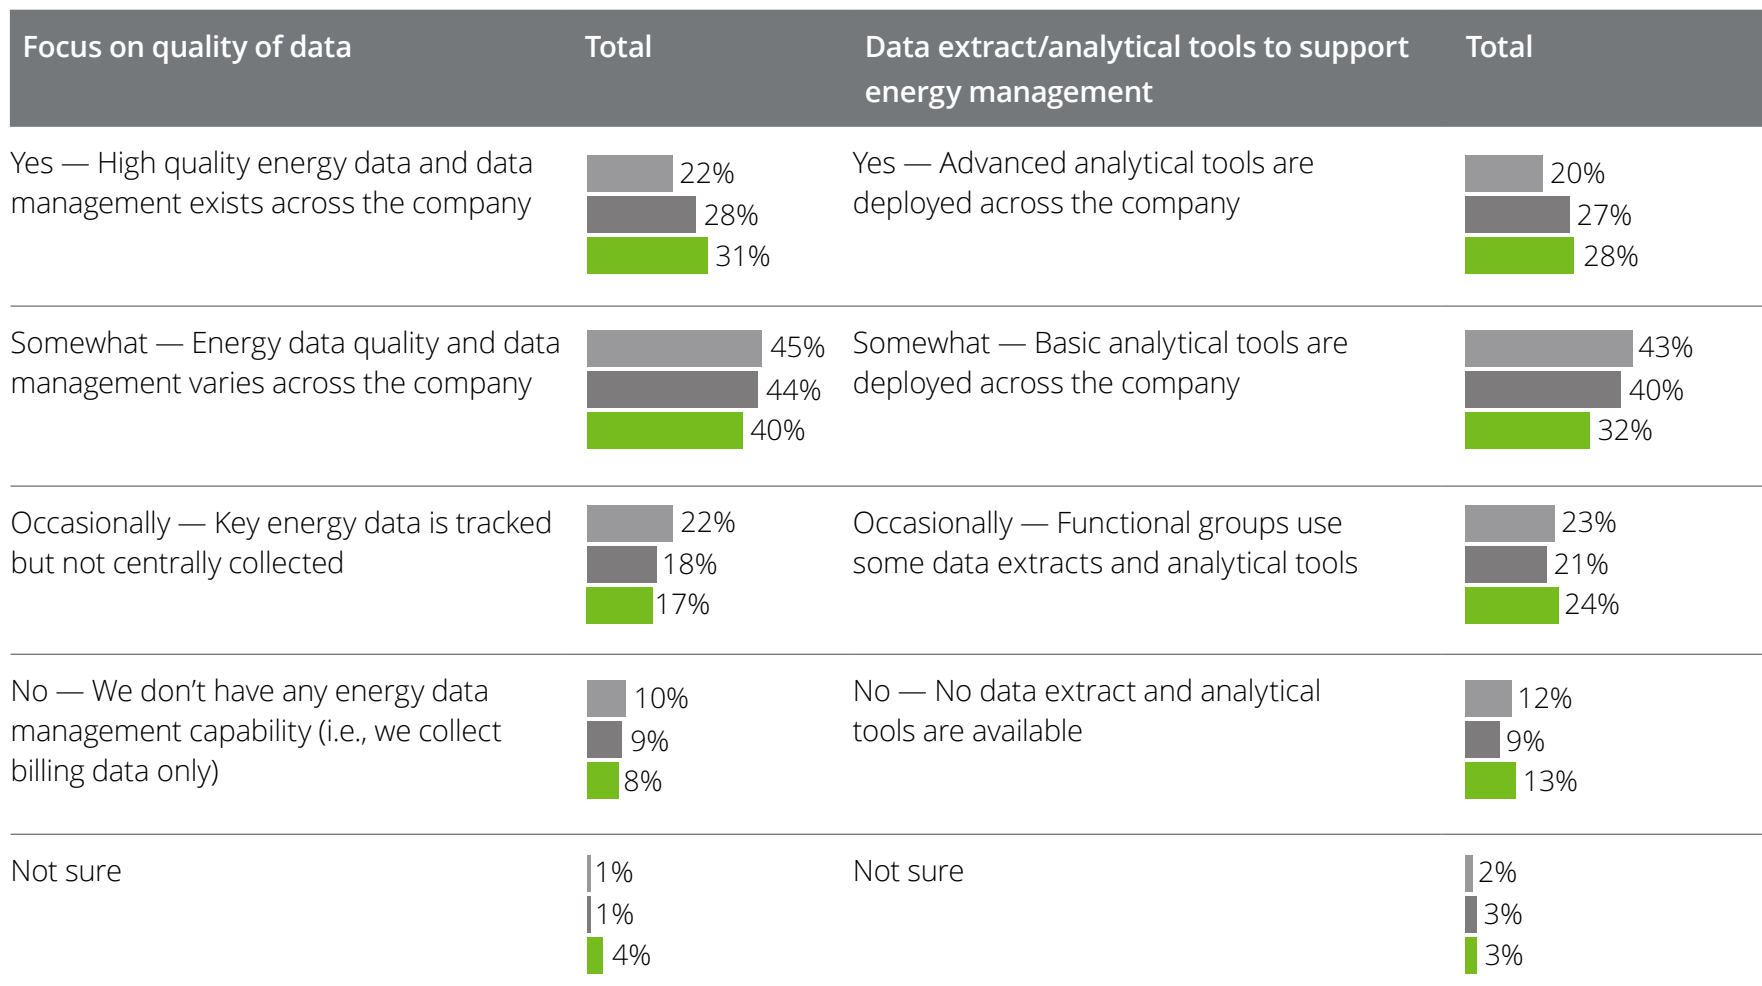 Focus on quality of data
Total
Data extract/analytical tools to support
energy management
Total
Yes — High quality energy data and data
management exists across the company
22%
28%
31%
Yes — Advanced analytical tools are
deployed across the company
20%
27%
28%
Somewhat — Energy data quality and data
management varies across the company
45%
44%
40%
Somewhat — Basic analytical tools are
deployed across the company
43%
40%
32%
Occasionally — Key energy data is tracked
but not centrally collected
22%
18%
17%
Occasionally — Functional groups use
some data extracts and analytical tools
23%
21%
24%
No — We don’t have any energy data
management capability (i.e., we collect
billing data only)
10%
9%
8%
No — No data extract and analytical
tools are available
12%
9%
13%
Not sure
1%
1%
4%
Not sure
2%
3%
3%